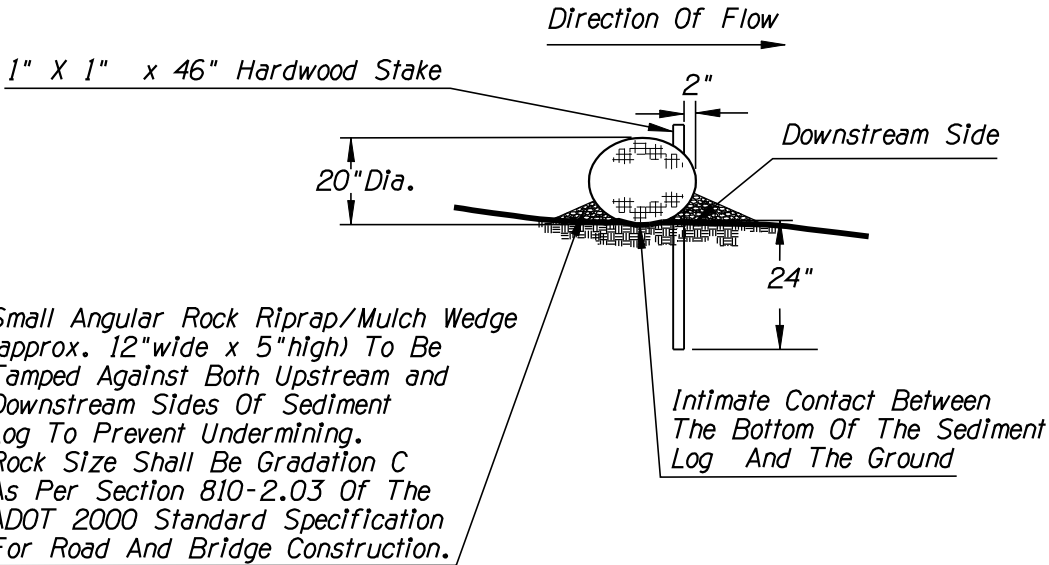 Direction Of Flow
1" X 1" x 46" Hardwood Stake
2"
Downstream Side
20"Dia.
24"
Small Angular Rock Riprap/Mulch Wedge
approx. 12"wide x 5"high) To Be
Tamped Against Both Upstream and
Downstream Sides Of Sediment
Log To Prevent Undermining.
Rock Size Shall Be Gradation C
As Per Section 810-2.03 Of The
ADOT 2000 Standard Specification
For Road And Bridge Construction.
Intimate Contact Between
The Bottom Of The Sediment
Log And The Ground